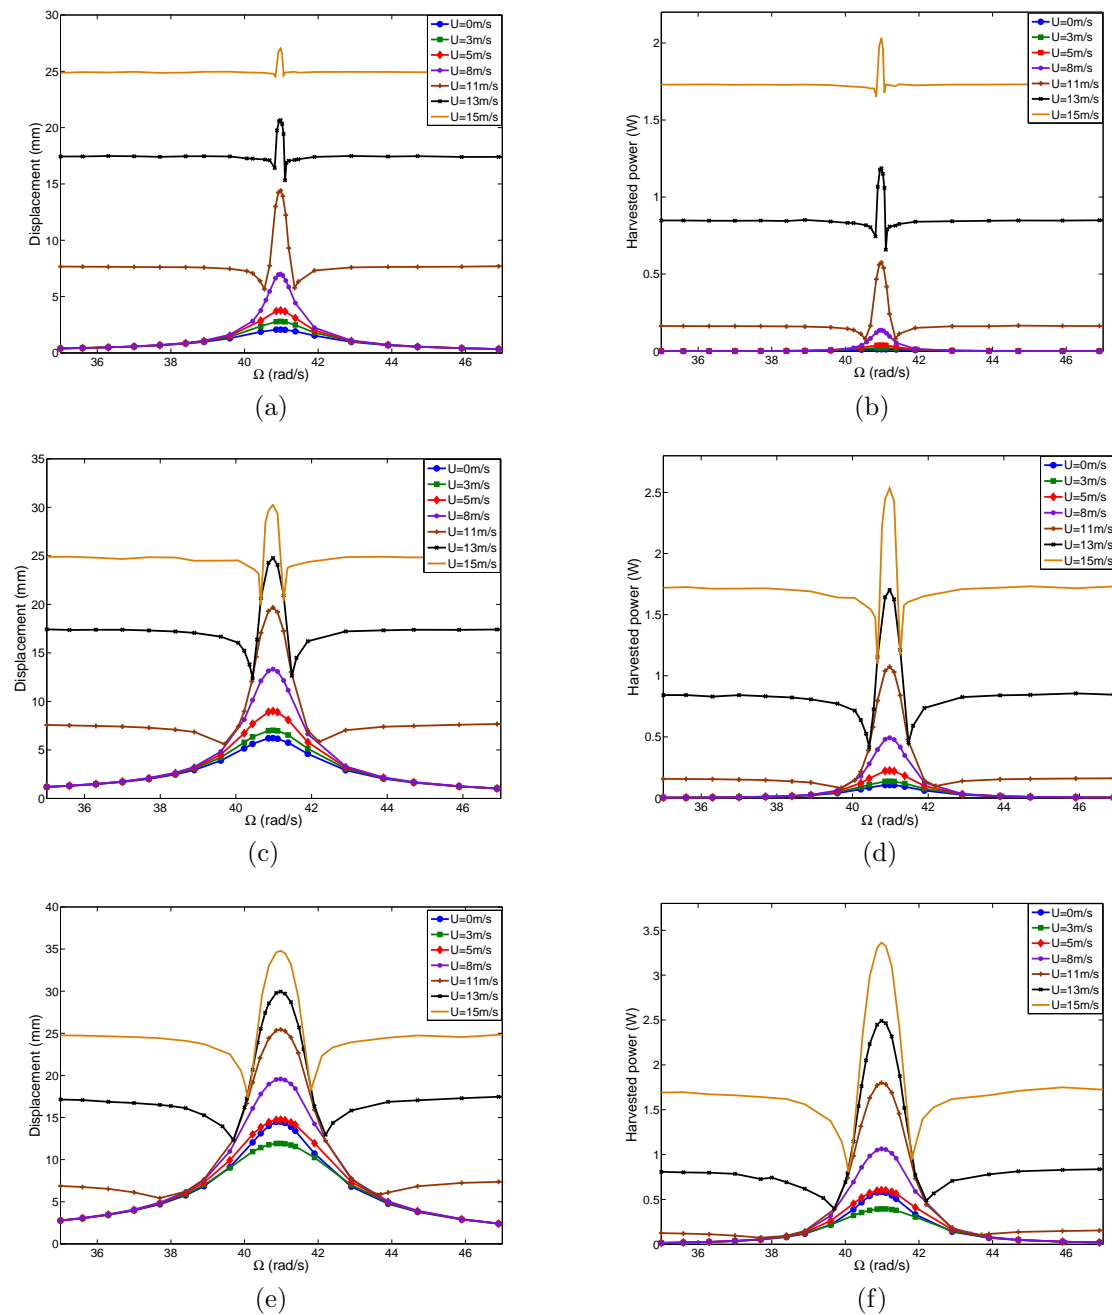 30
25
20
15
10
5
0
36
38
40
42
44
46
Displacement (mm)
Ω (rad/s)
U=0m/s
U=3m/s
U=5m/s
U=8m/s
U=11m/s
U=13m/s
U=15m/s
(a)
2
1.5
1
0.5
0
36
38
40
42
44
46
Harvested power (W)
Ω (rad/s)
U=0m/s
U=3m/s
U=5m/s
U=8m/s
U=11m/s
U=13m/s
U=15m/s
(b)
35
30
25
20
15
10
5
0
36
38
40
42
44
46
Displacement (mm)
Ω (rad/s)
U=0m/s
U=3m/s
U=5m/s
U=8m/s
U=11m/s
U=13m/s
U=15m/s
(c)
2.5
2
1.5
1
0.5
0
36
38
40
42
44
46
Harvested power (W)
Ω (rad/s)
U=0m/s
U=3m/s
U=5m/s
U=8m/s
U=11m/s
U=13m/s
U=15m/s
(d)
40
35
30
25
20
15
10
5
0
36
38
40
42
44
46
Displacement (mm)
Ω (rad/s)
U=0m/s
U=3m/s
U=5m/s
U=8m/s
U=11m/s
U=13m/s
U=15m/s
(e)
3.5
3
2.5
2
1.5
1
0.5
0
36
38
40
42
44
46
Harvested power (W)
Ω (rad/s)
U=0m/s
U=3m/s
U=5m/s
U=8m/s
U=11m/s
U=13m/s
U=15m/s
(f)